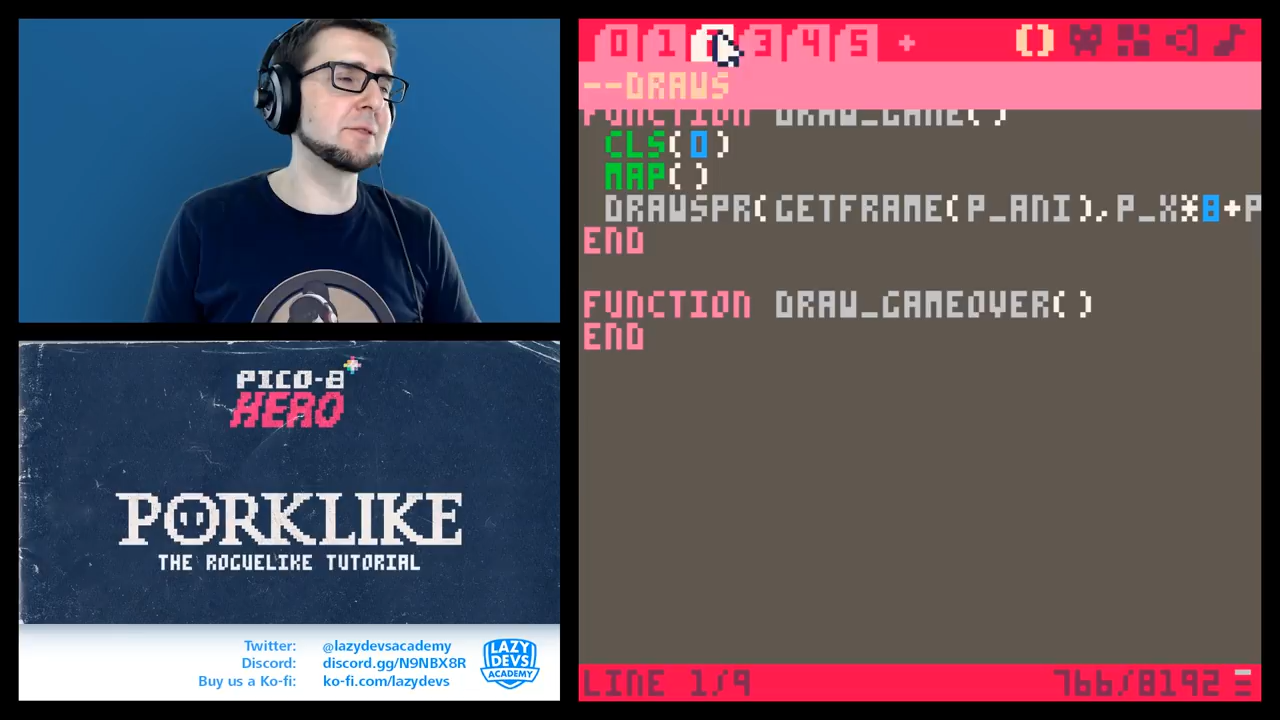 0 1 3 4 5 +
--DRAWS
FUNCTION DRAW_GAME()
CLS(0)
MAP()
DRAWSPR(GETFRAME(P_ANI),P_X*8+P
END
FUNCTION DRAW_GAMEOVER()
END
LINE 1/9 766/8192
PICO-8
HERO
PORKLIKE
THE ROGUELIKE TUTORIAL
Twitter: @lazydevsacademy
Discord: discord.gg/N9NBX8R
Buy us a Ko-fi: ko-fi.com/lazydevs
LAZY
DEVS
ACADEMY